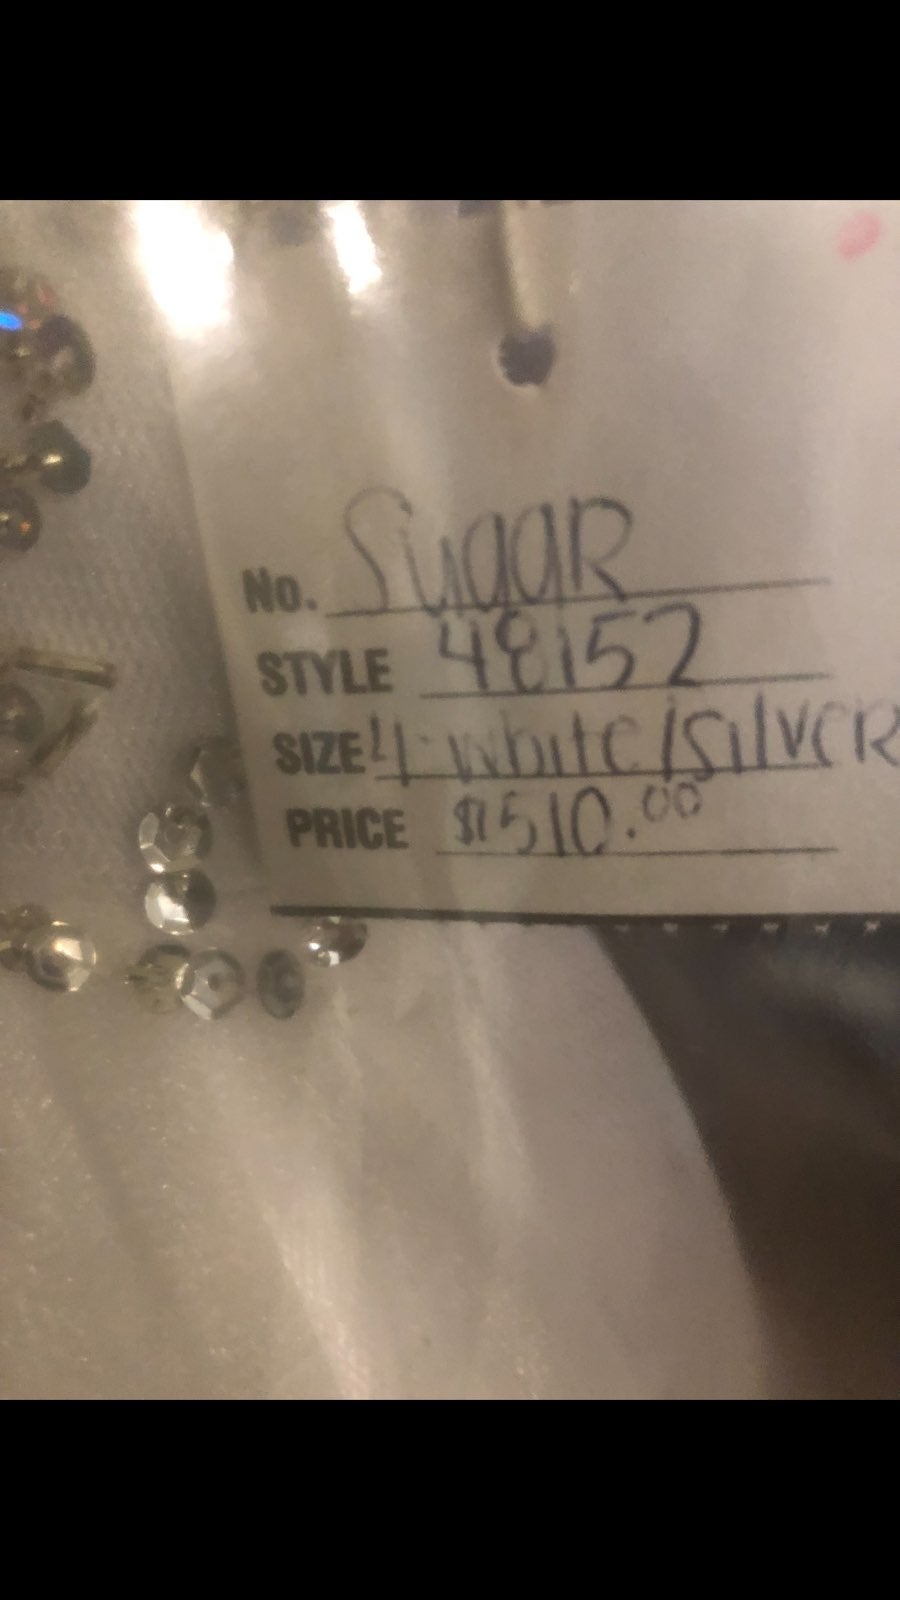 No. SugaR
STYLE 48152
SIZE 4 - white/SilveR
PRICE $1510.00